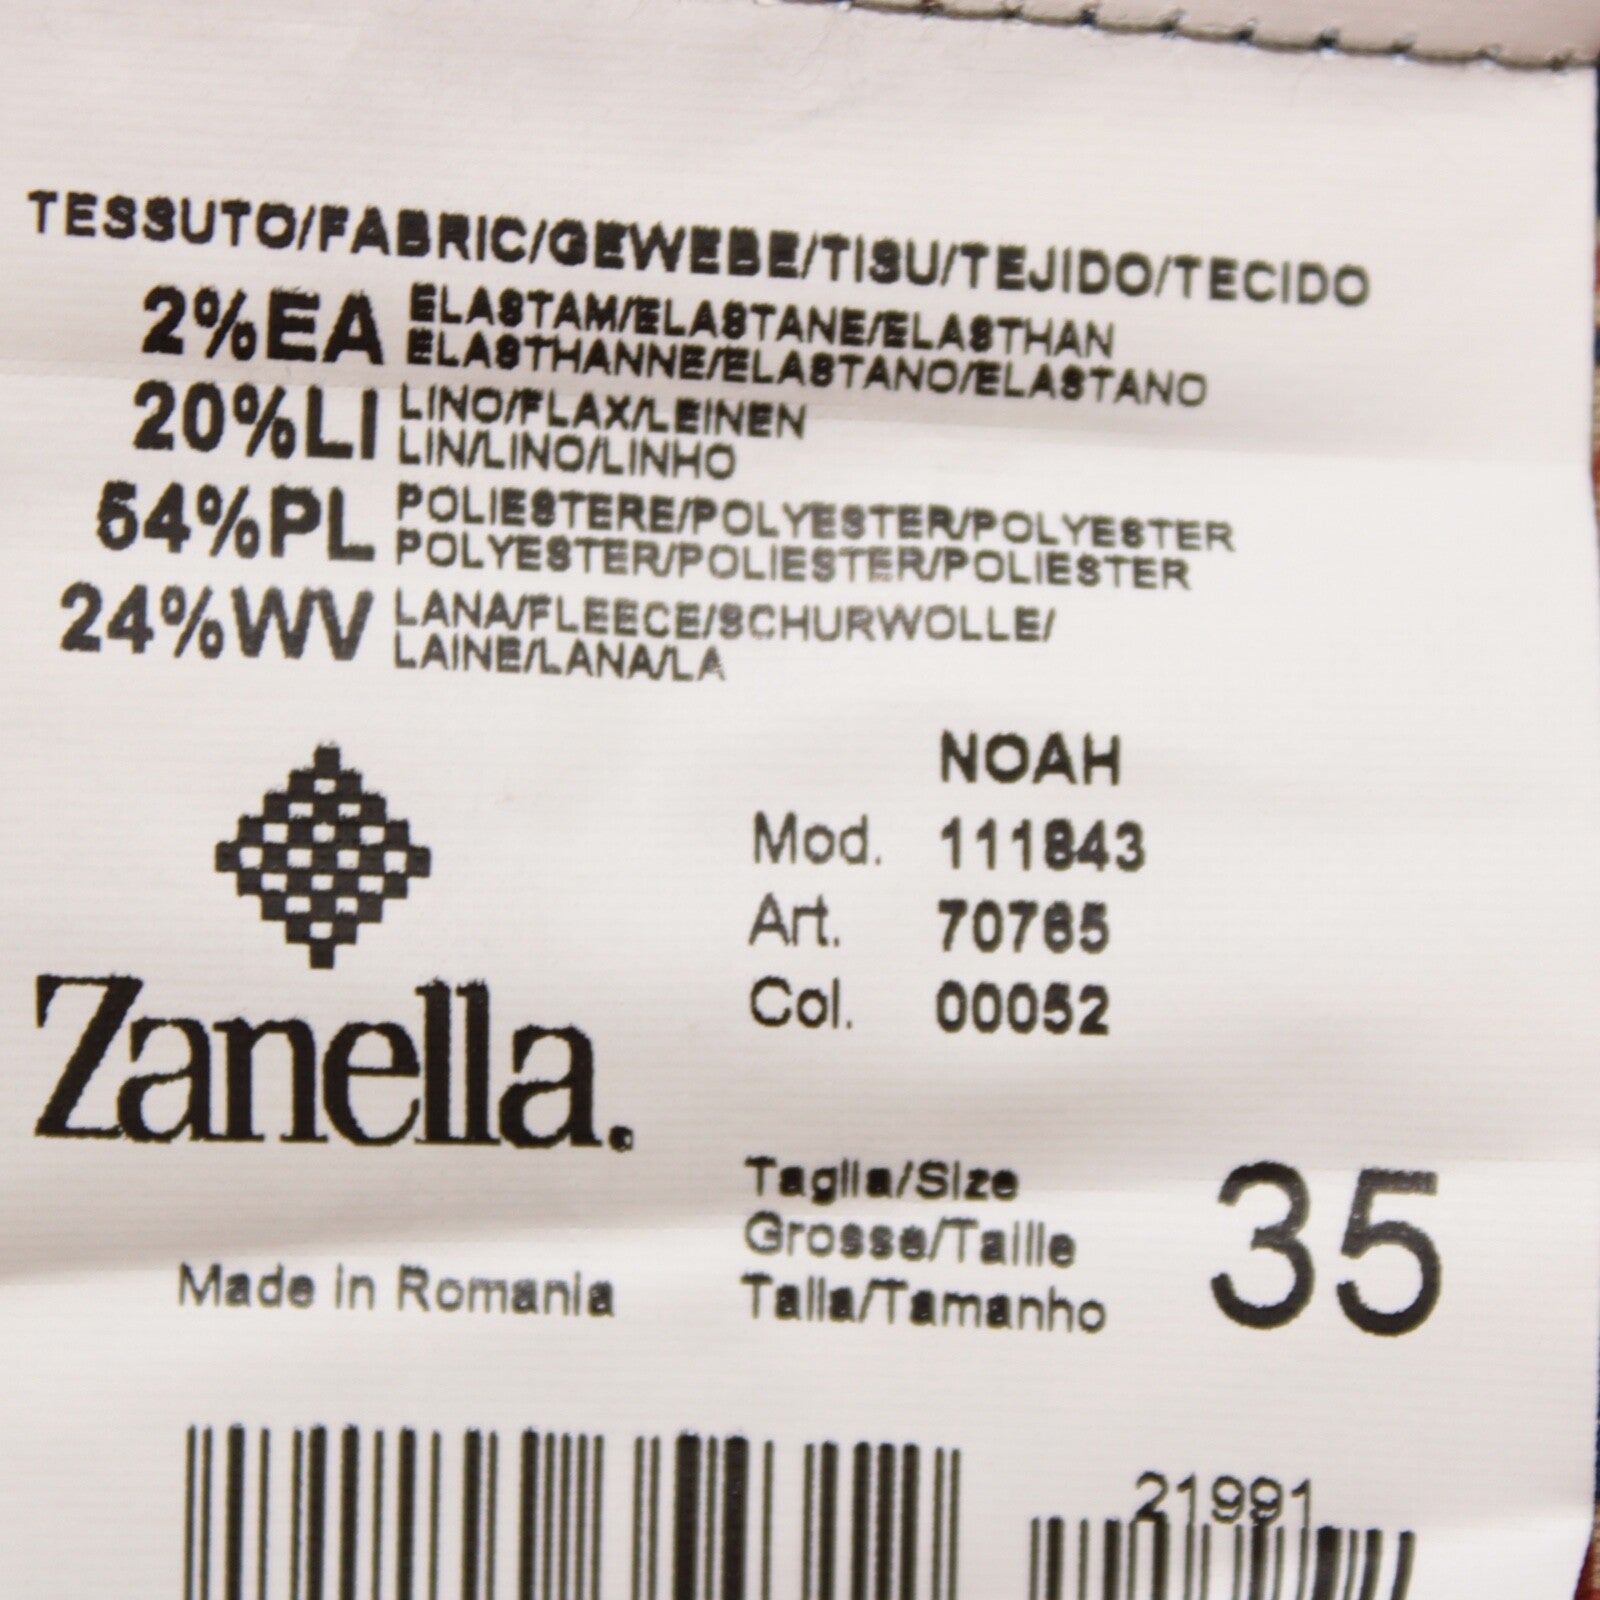 TESSUTO/FABRIC/GEWEBE/TISU/TEJIDO/TECIDO
2%EA ELASTAM/ELASTANE/ELASTHAN
ELASTHANNE/ELASTANO/ELASTANO
20%LI LINO/FLAX/LEINEN
LIN/LINO/LINHO
54%PL POLIESTERE/POLYESTER/POLYESTER
POLYESTER/POLIESTER/POLIESTER
24%WV LANA/FLEECE/SCHURWOLLE/
LAINE/LANA/LA
NOAH
Mod. 111843
Art. 70765
Col. 00052
Zanella.
Taglia/Size
Grosse/Taille
Talla/Tamanho
35
Made in Romania
21991